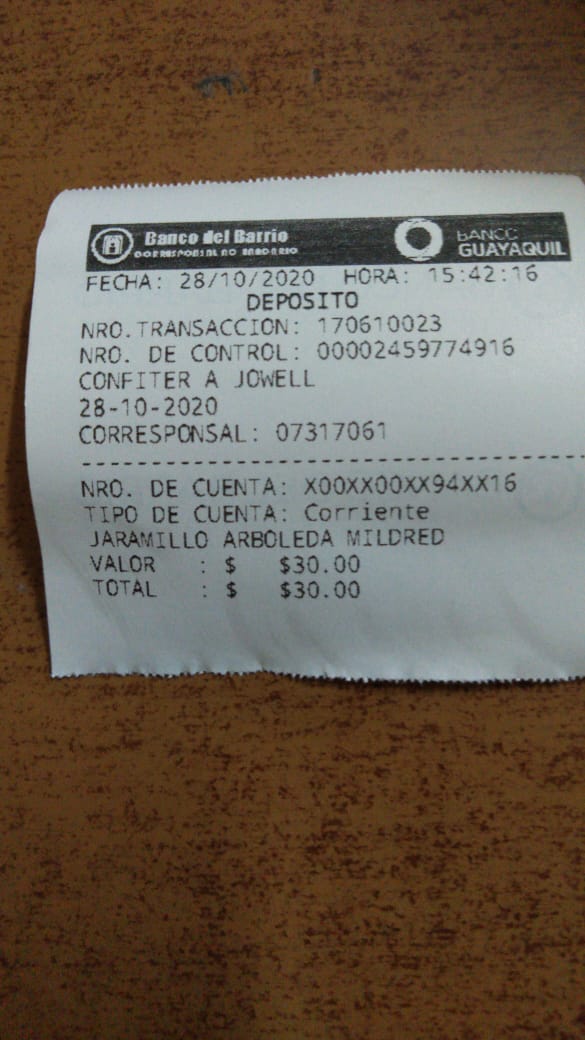 Banco del Barrio
CORRESPONSAL NO BANCARIO
BANCO
GUAYAQUIL
FECHA: 28/10/2020 HORA: 15:42:16
DEPOSITO
NRO.TRANSACCION: 170610023
NRO. DE CONTROL: 00002459774916
CONFITER A JOWELL
28-10-2020
CORRESPONSAL: 07317061
NRO. DE CUENTA: X00XX00XX94XX16
TIPO DE CUENTA: Corriente
JARAMILLO ARBOLEDA MILDRED
VALOR : $ $30.00
TOTAL : $ $30.00